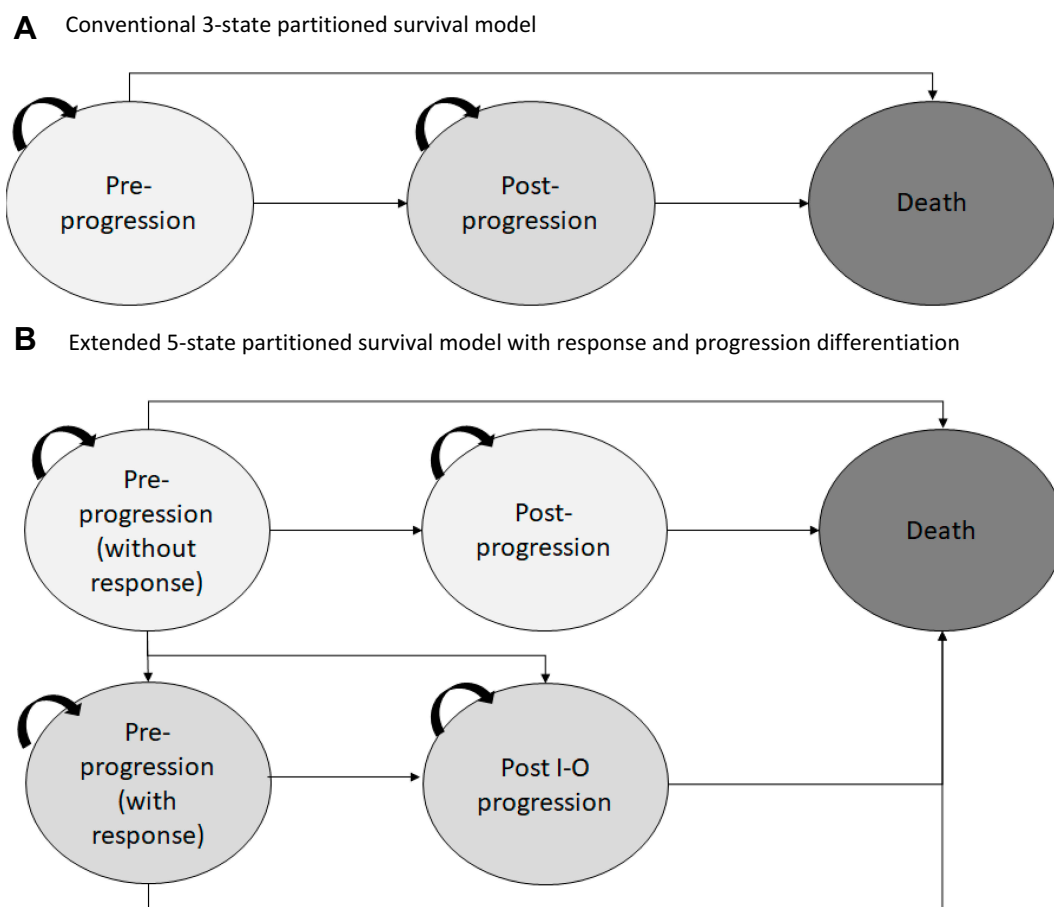 A Conventional 3-state partitioned survival model
Pre-
progression
Post-
progression
Death
B Extended 5-state partitioned survival model with response and progression differentiation
Pre-
progression
(without
response)
Post-
progression
Death
Pre-
progression
(with
response)
Post I-O
progression